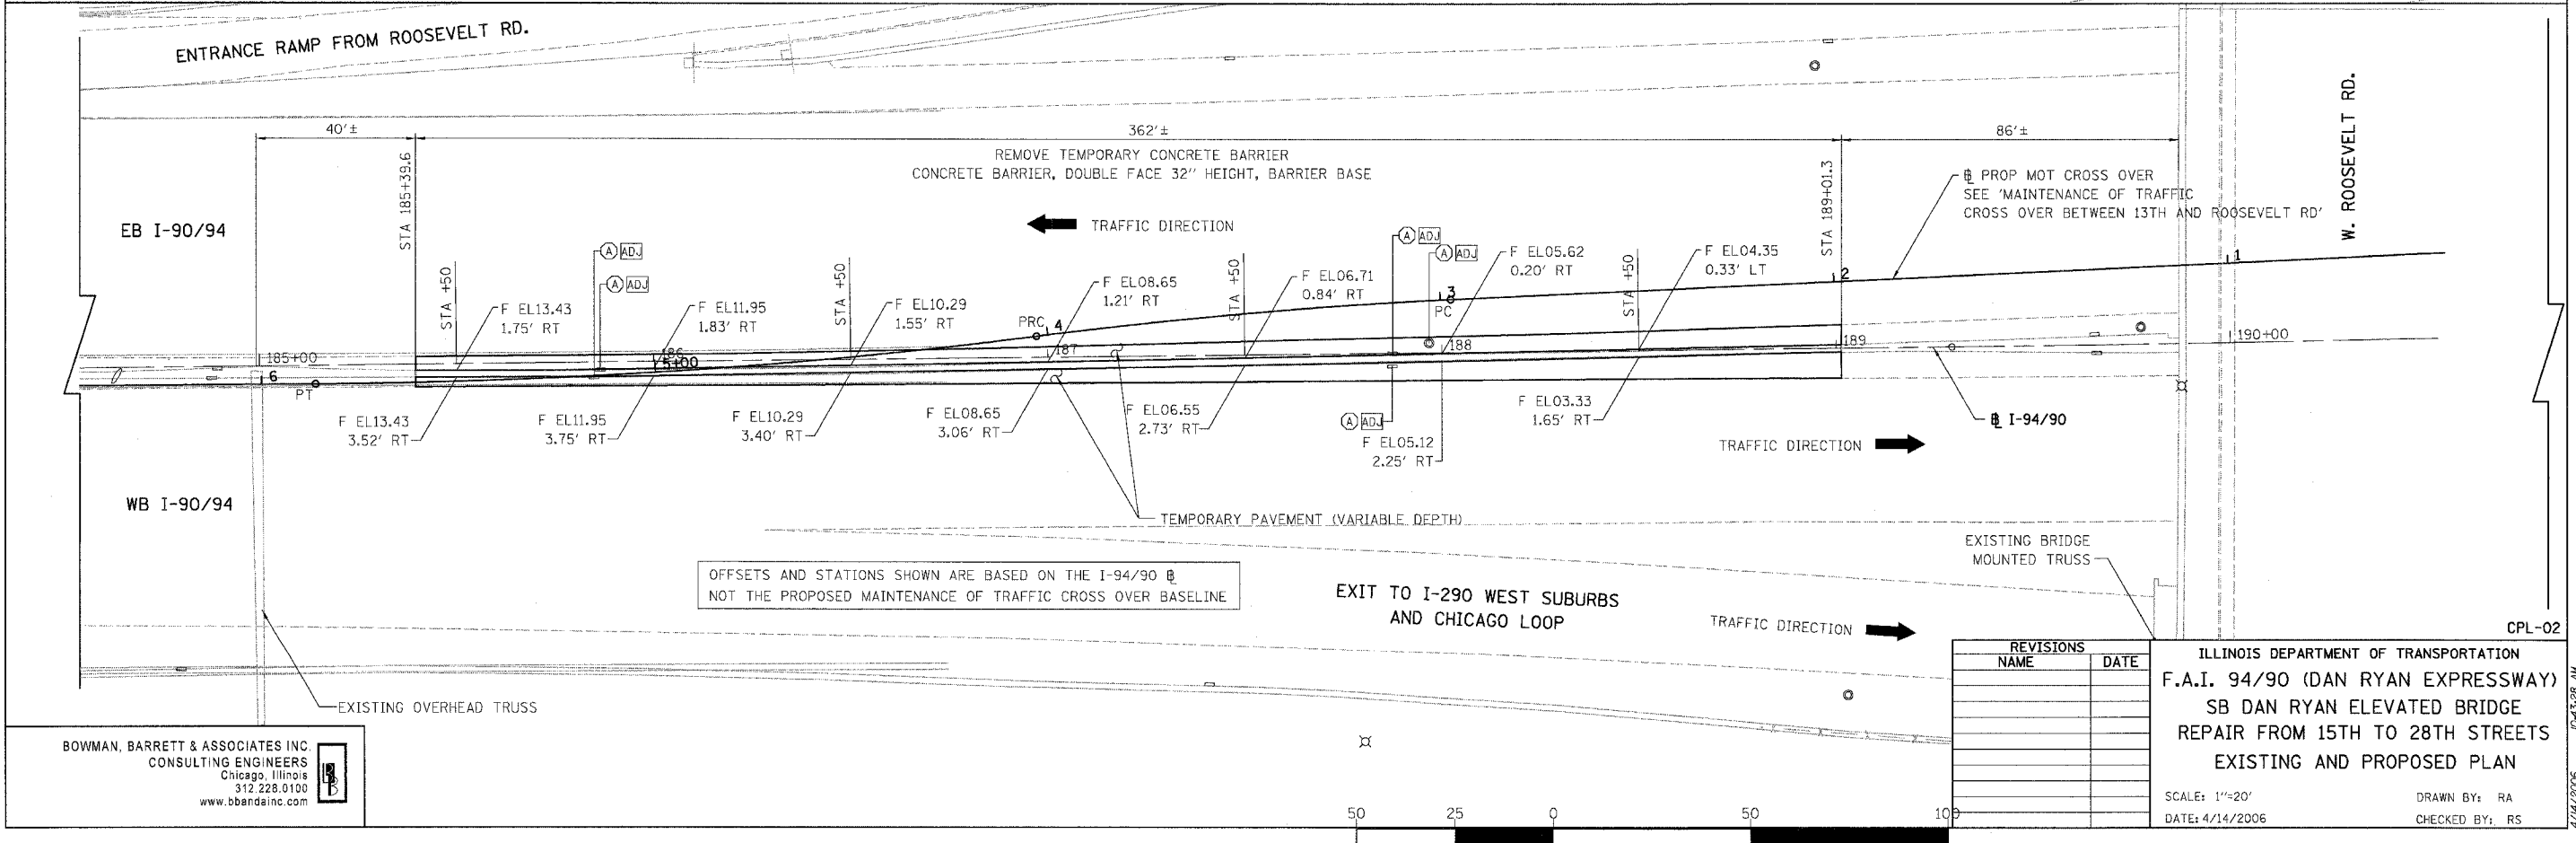 ENTRANCE RAMP FROM ROOSEVELT RD.
40'±
362'±
86'±
REMOVE TEMPORARY CONCRETE BARRIER
CONCRETE BARRIER, DOUBLE FACE 32" HEIGHT, BARRIER BASE
STA 185+39.6
STA 189+01.3
W. ROOSEVELT RD.
℄ PROP MOT CROSS OVER
SEE 'MAINTENANCE OF TRAFFIC
CROSS OVER BETWEEN 13TH AND ROOSEVELT RD'
EB I-90/94
TRAFFIC DIRECTION
A ADJ
A ADJ
A ADJ
A ADJ
STA +50
STA +50
STA +50
STA +50
F EL13.43
1.75' RT
F EL11.95
1.83' RT
F EL10.29
1.55' RT
F EL08.65
1.21' RT
F EL06.71
0.84' RT
F EL05.62
0.20' RT
F EL04.35
0.33' LT
1
2
3
PC
PRC
4
185+00
186
5+00
187
188
189
190+00
6
PT
F EL13.43
3.52' RT
F EL11.95
3.75' RT
F EL10.29
3.40' RT
F EL08.65
3.06' RT
F EL06.55
2.73' RT
A ADJ
F EL05.12
2.25' RT
F EL03.33
1.65' RT
℄ I-94/90
TRAFFIC DIRECTION
WB I-90/94
TEMPORARY PAVEMENT (VARIABLE DEPTH)
EXISTING BRIDGE
MOUNTED TRUSS
OFFSETS AND STATIONS SHOWN ARE BASED ON THE I-94/90 ℄
NOT THE PROPOSED MAINTENANCE OF TRAFFIC CROSS OVER BASELINE
EXIT TO I-290 WEST SUBURBS
AND CHICAGO LOOP
TRAFFIC DIRECTION
CPL-02
EXISTING OVERHEAD TRUSS
BOWMAN, BARRETT & ASSOCIATES INC.
CONSULTING ENGINEERS
Chicago, Illinois
312.228.0100
www.bbandainc.com
50 25 0 50 100
REVISIONS
NAME DATE
ILLINOIS DEPARTMENT OF TRANSPORTATION
F.A.I. 94/90 (DAN RYAN EXPRESSWAY)
SB DAN RYAN ELEVATED BRIDGE
REPAIR FROM 15TH TO 28TH STREETS
EXISTING AND PROPOSED PLAN
SCALE: 1"=20'
DRAWN BY: RA
DATE: 4/14/2006
CHECKED BY: RS
4/14/2006